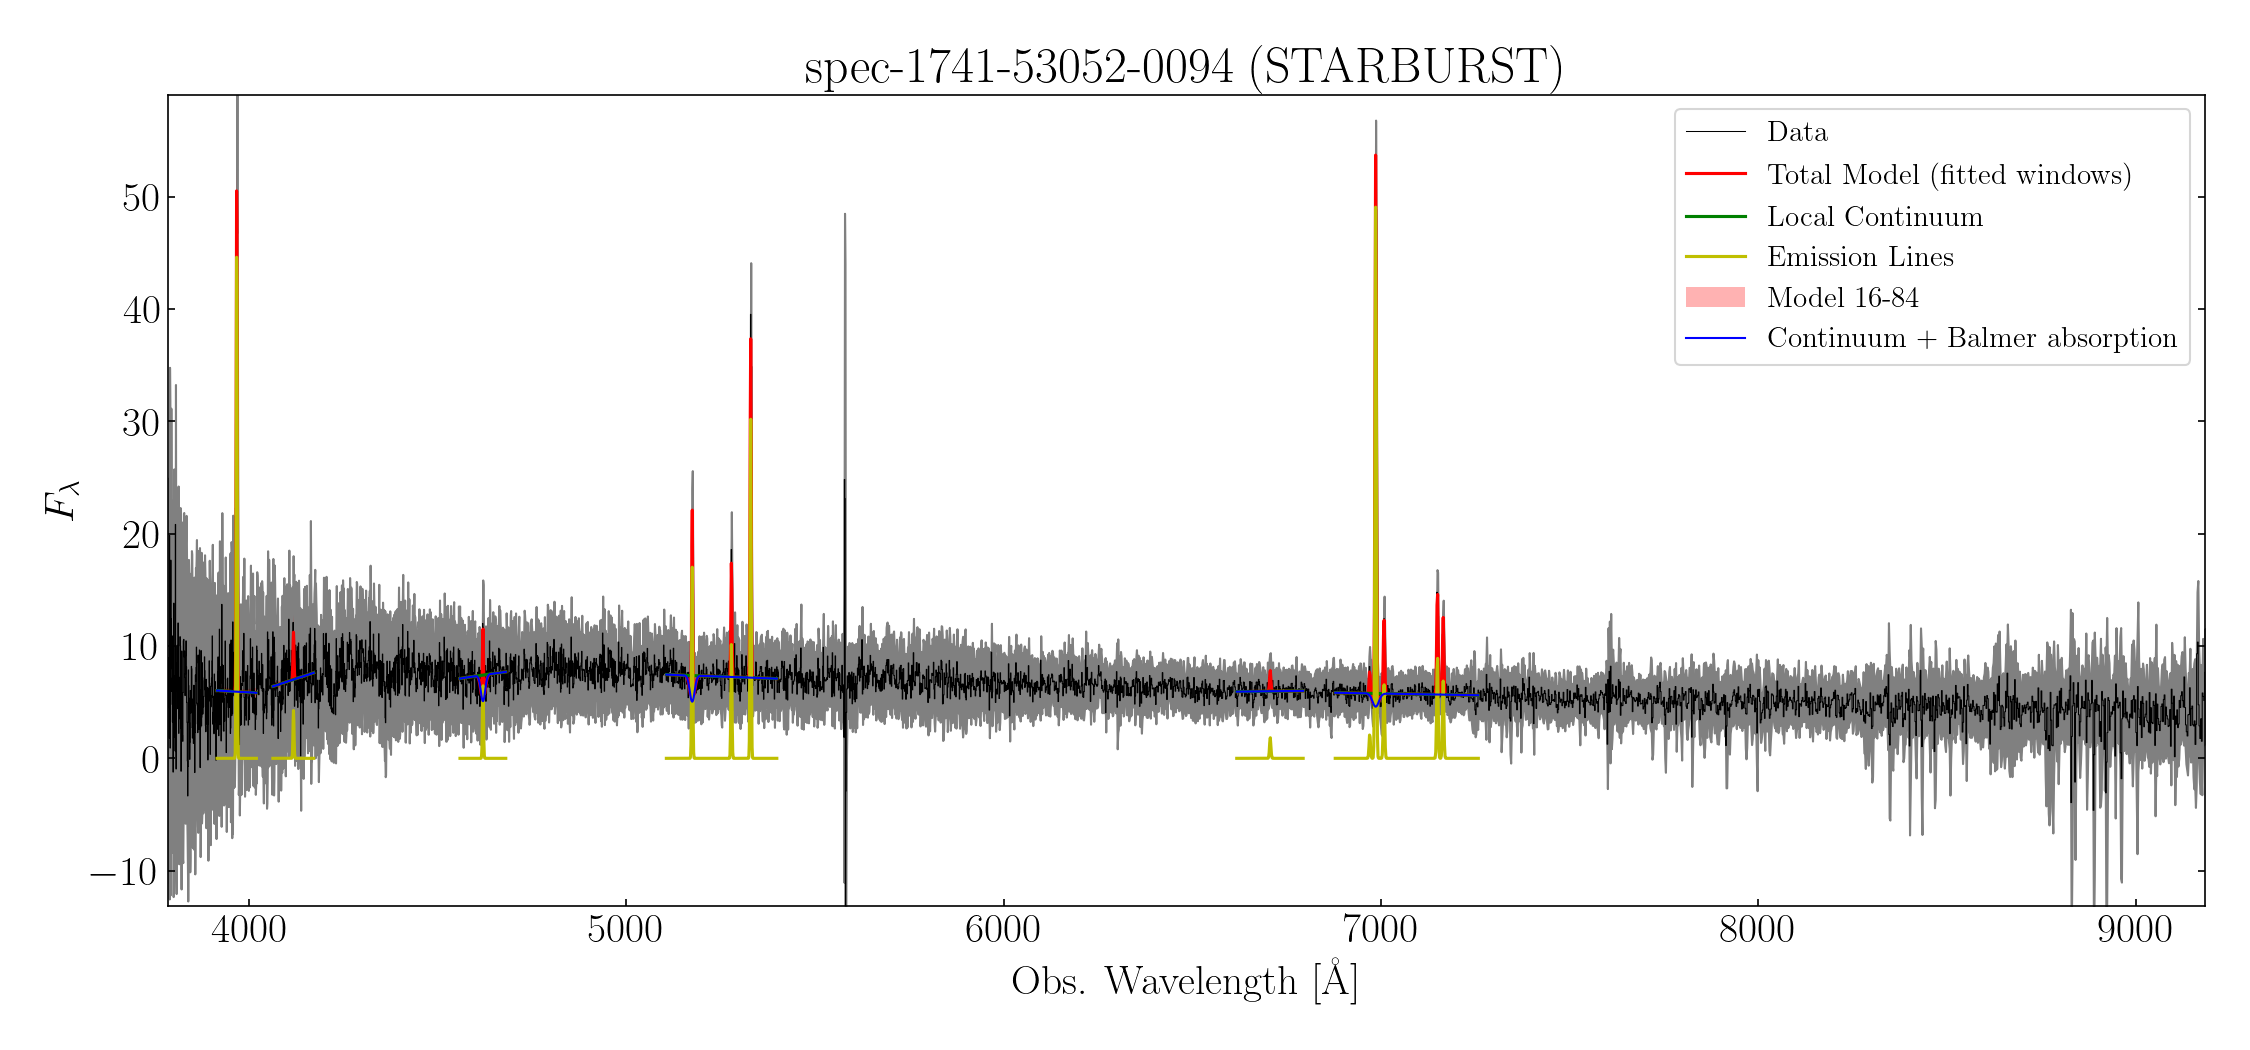 spec-1741-53052-0094 (STARBURST)
Data
Total Model (fitted windows)
Local Continuum
Emission Lines
Model 16-84
Continuum + Balmer absorption
50
40
30
20
10
0
−10
F_λ
4000 5000 6000 7000 8000 9000
Obs. Wavelength [Å]